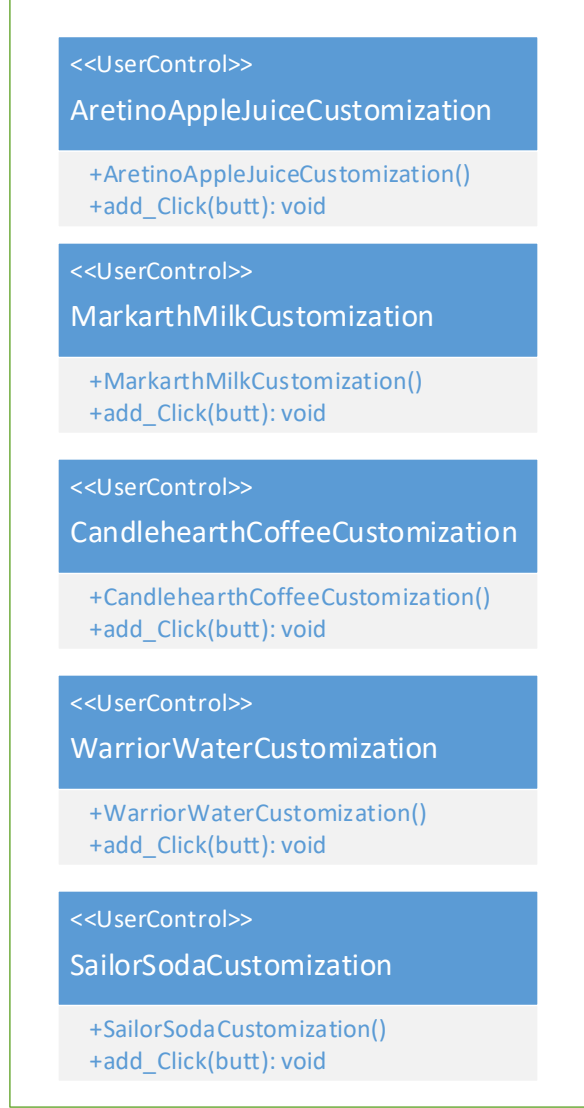 <<UserControl>>
AretinoAppleJuiceCustomization
+AretinoAppleJuiceCustomization()
+add_Click(butt): void
<<UserControl>>
MarkarthMilkCustomization
+MarkarthMilkCustomization()
+add_Click(butt): void
<<UserControl>>
CandlehearthCoffeeCustomization
+CandlehearthCoffeeCustomization()
+add_Click(butt): void
<<UserControl>>
WarriorWaterCustomization
+WarriorWaterCustomization()
+add_Click(butt): void
<<UserControl>>
SailorSodaCustomization
+SailorSodaCustomization()
+add_Click(butt): void